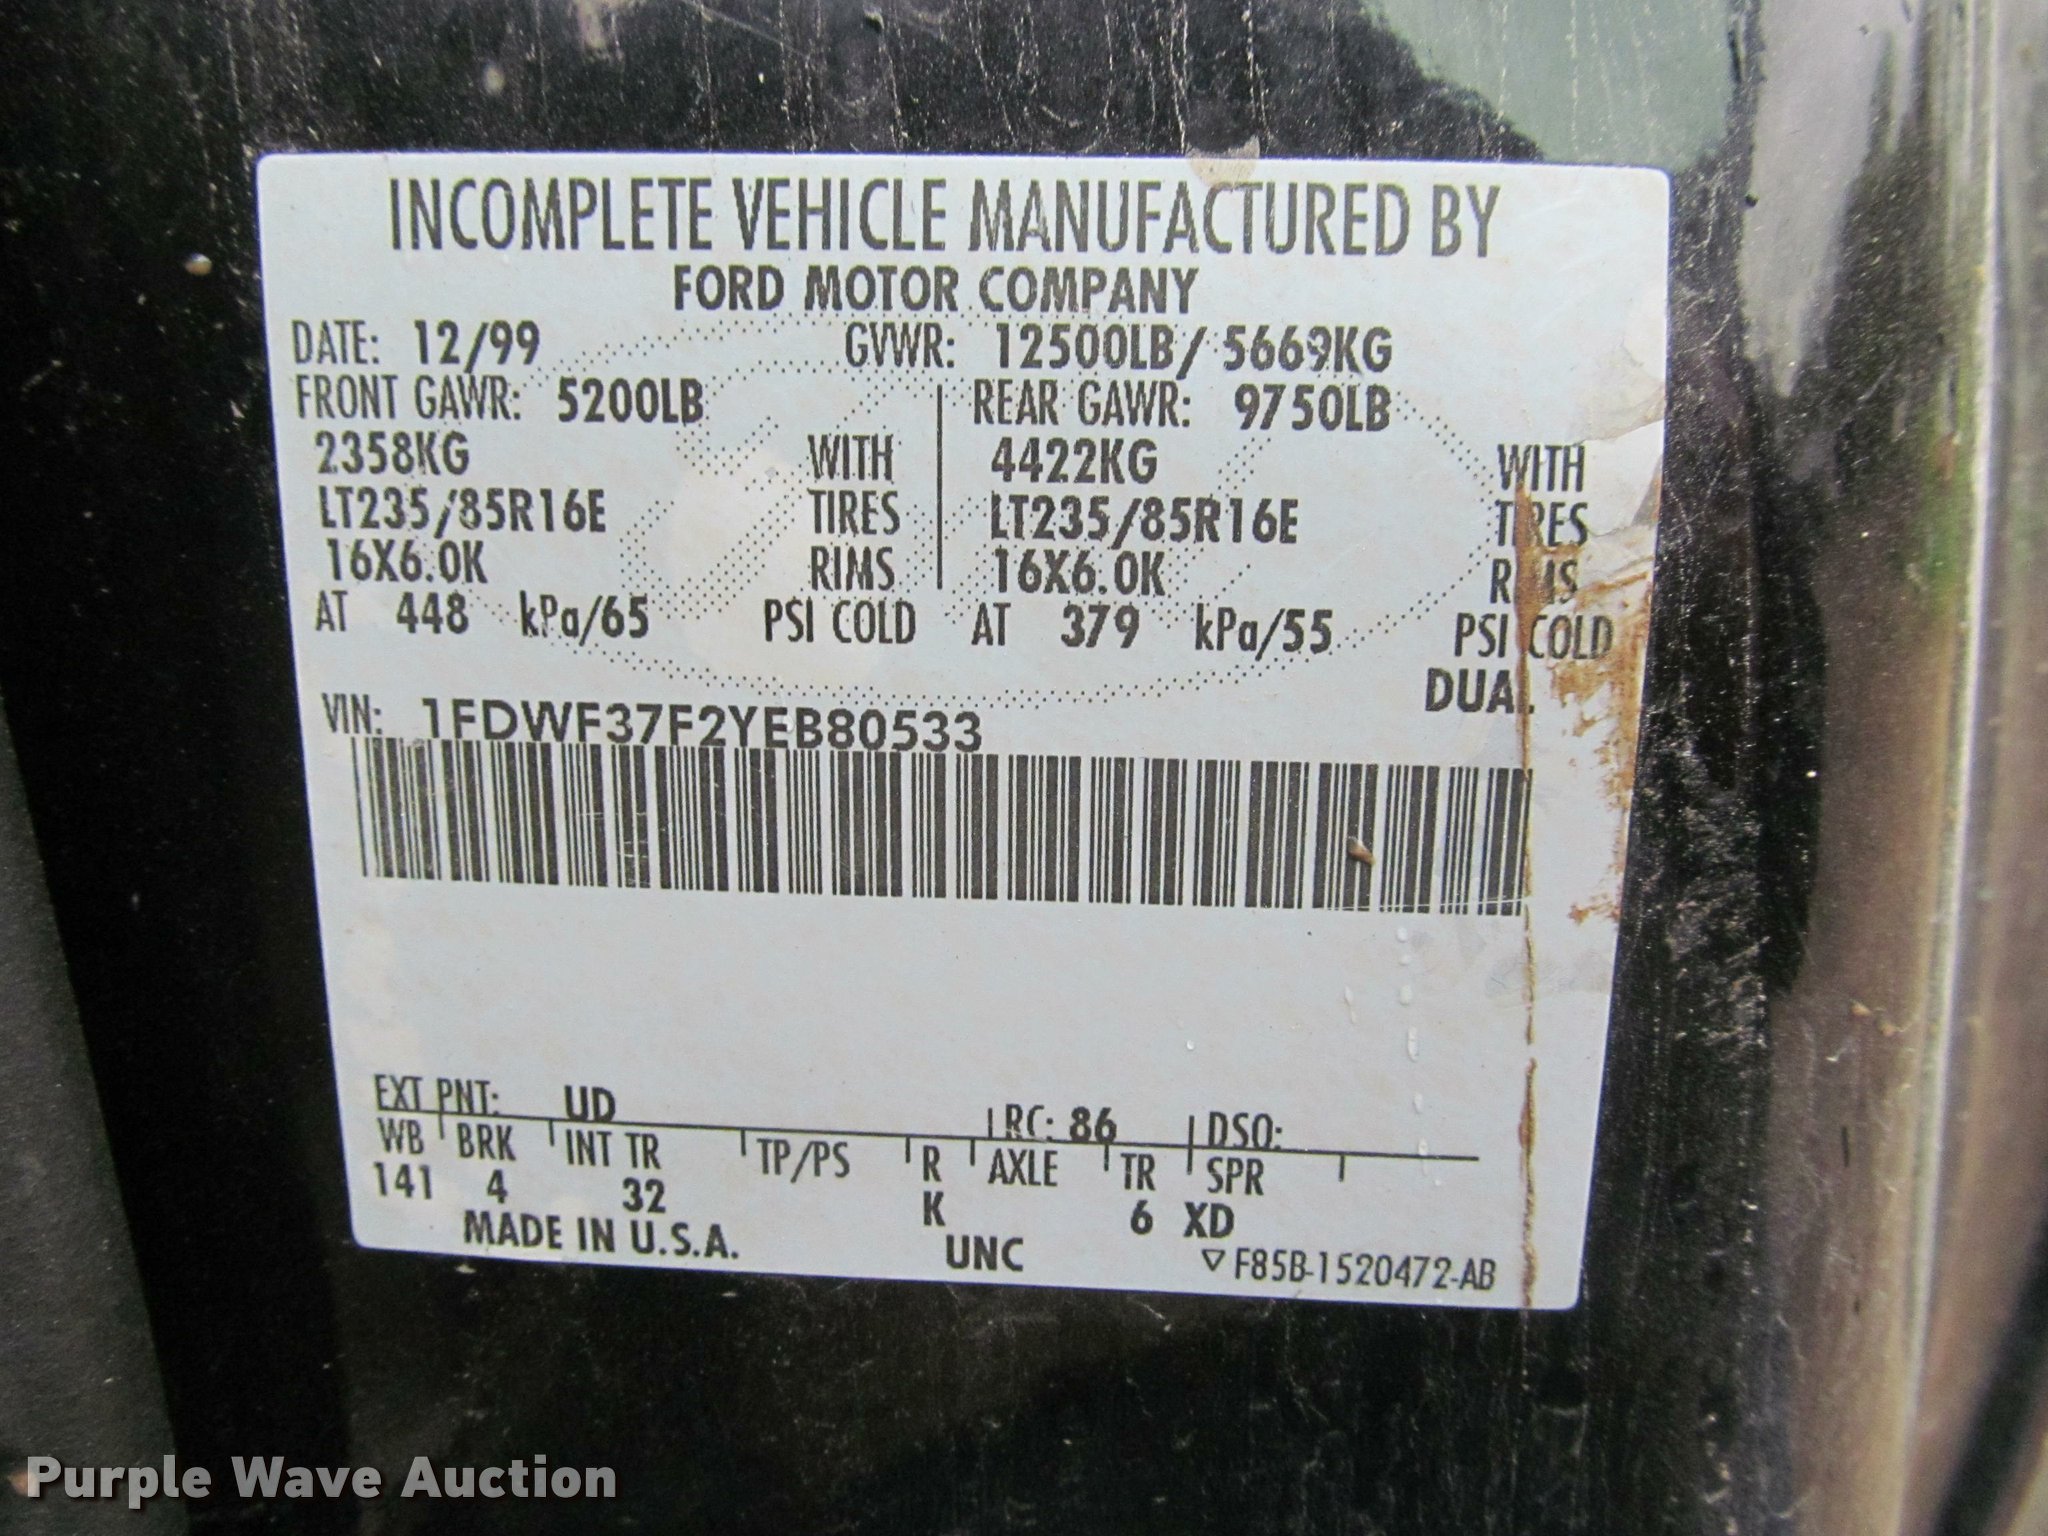 INCOMPLETE VEHICLE MANUFACTURED BY
FORD MOTOR COMPANY
DATE: 12/99 GVWR: 12500LB/ 5669KG
FRONT GAWR: 5200LB REAR GAWR: 9750LB
2358KG WITH 4422KG WITH
LT235/85R16E TIRES LT235/85R16E TIRES
16X6.0K RIMS 16X6.0K RIMS
AT 448 kPa/65 PSI COLD AT 379 kPa/55 PSI COLD
DUAL
VIN: 1FDWF37F2YEB80533
EXT PNT: UD RC: 86 DSO:
WB BRK INT TR TP/PS R AXLE TR SPR
141 4 32 K 6 XD
MADE IN U.S.A. UNC F85B-1520472-AB
Purple Wave Auction